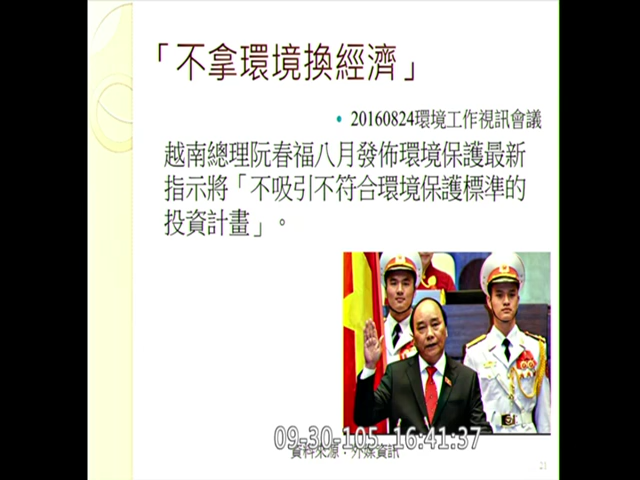 「不拿環境換經濟」
• 20160824環境工作視訊會議
越南總理阮春福八月發佈環境保護最新
指示將「不吸引不符合環境保護標準的
投資計畫」。
09-30-105 16:41:37
資料來源：外媒資訊
21